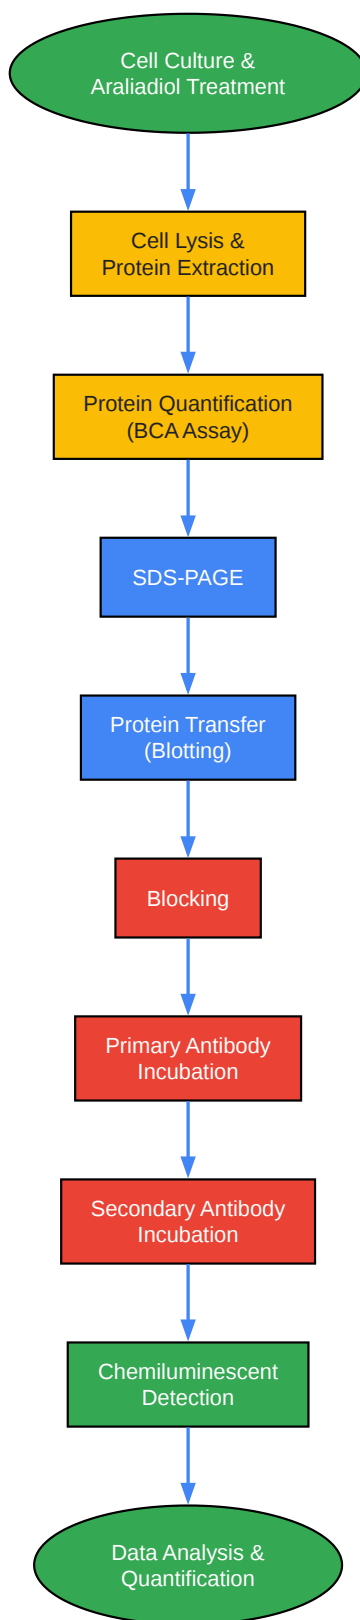 Cell Culture &
Araliadiol Treatment
Cell Lysis &
Protein Extraction
Protein Quantification
(BCA Assay)
SDS-PAGE
Protein Transfer
(Blotting)
Blocking
Primary Antibody
Incubation
Secondary Antibody
Incubation
Chemiluminescent
Detection
Data Analysis &
Quantification